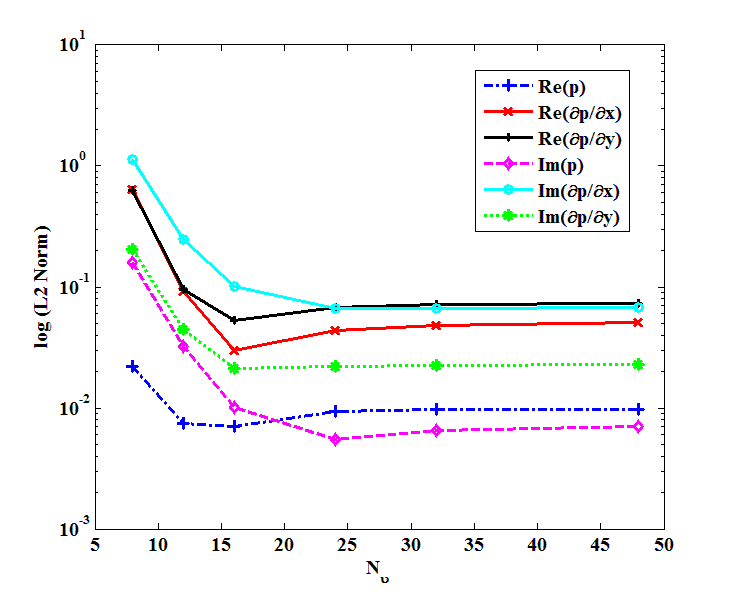 10^1
10^0
10^-1
10^-2
10^-3
log (L2 Norm)
Re(p)
Re(∂p/∂x)
Re(∂p/∂y)
Im(p)
Im(∂p/∂x)
Im(∂p/∂y)
5 10 15 20 25 30 35 40 45 50
N